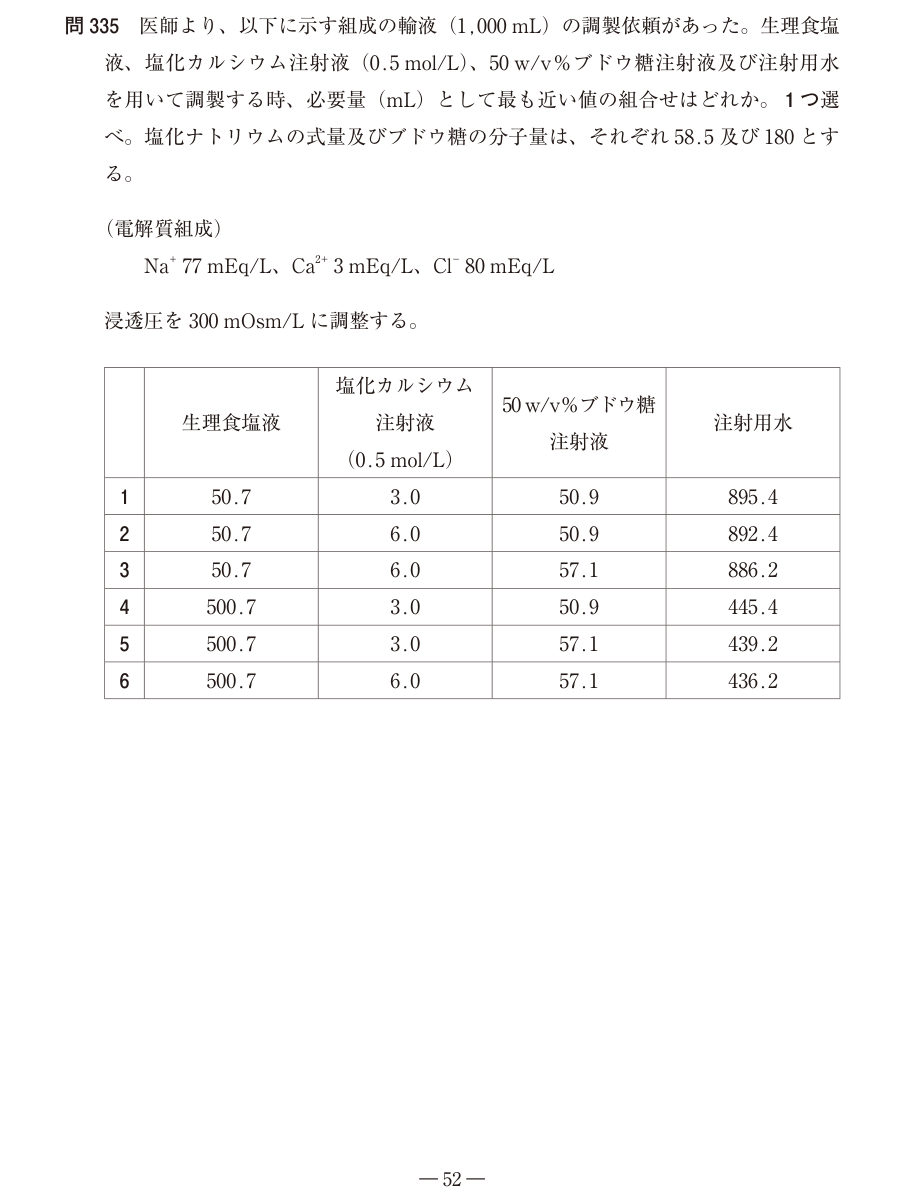 問 335 医師より、以下に示す組成の輸液（1,000 mL）の調製依頼があった。生理食塩
液、塩化カルシウム注射液（0.5 mol/L）、50 w/v％ブドウ糖注射液及び注射用水
を用いて調製する時、必要量（mL）として最も近い値の組合せはどれか。1つ選
べ。塩化ナトリウムの式量及びブドウ糖の分子量は、それぞれ 58.5 及び 180 とす
る。
（電解質組成）
Na⁺ 77 mEq/L、Ca²⁺ 3 mEq/L、Cl⁻ 80 mEq/L
浸透圧を 300 mOsm/L に調整する。
生理食塩液 塩化カルシウム 注射液 （0.5 mol/L） 50 w/v％ブドウ糖 注射液 注射用水
1 50.7 3.0 50.9 895.4
2 50.7 6.0 50.9 892.4
3 50.7 6.0 57.1 886.2
4 500.7 3.0 50.9 445.4
5 500.7 3.0 57.1 439.2
6 500.7 6.0 57.1 436.2
— 52 —